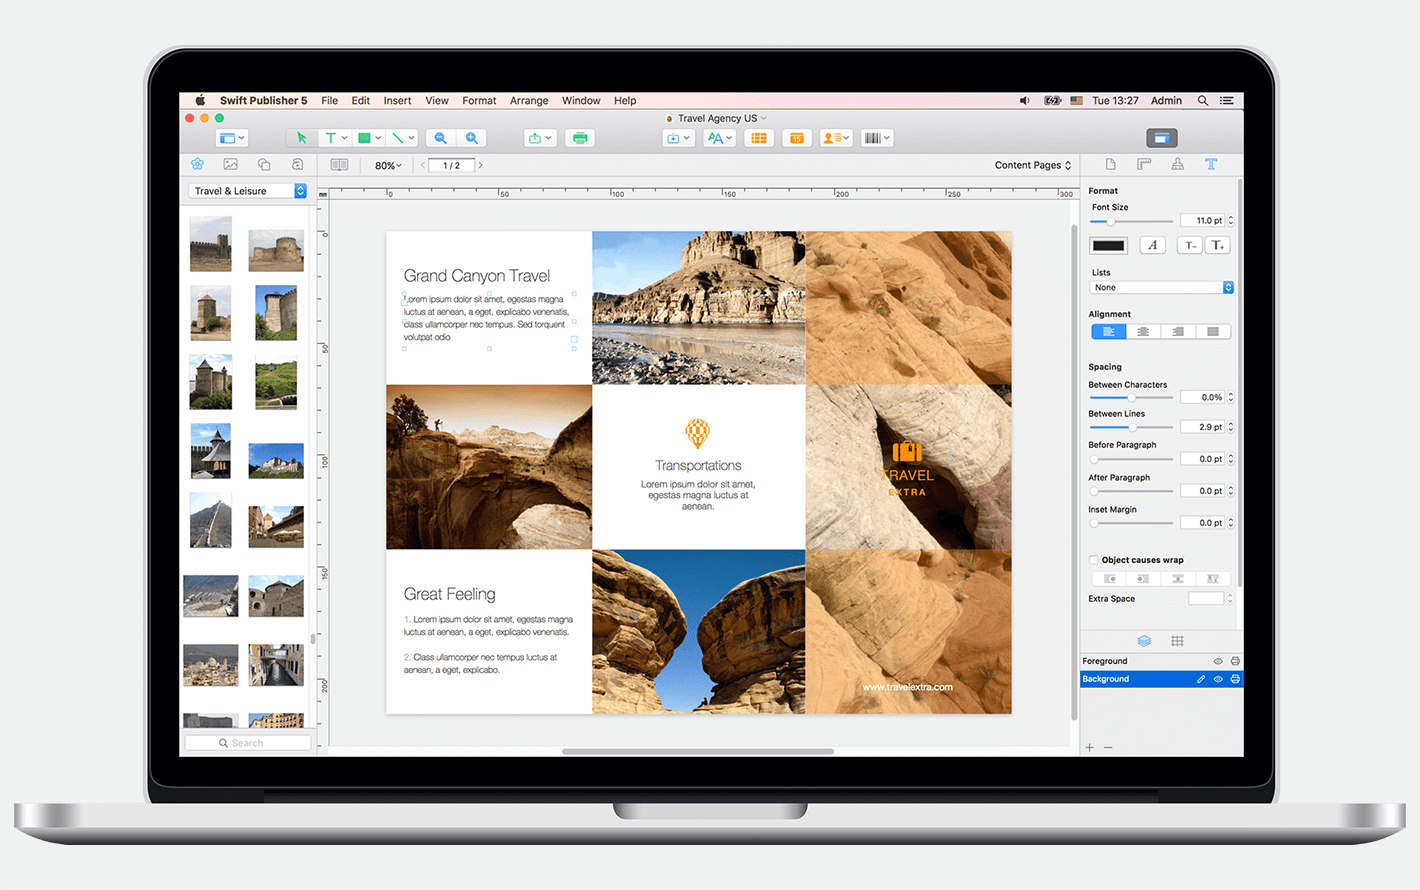 Swift Publisher 5 File Edit Insert View Format Arrange Window Help Tue 13:27 Admin
Travel Agency US
T
15
a 80% 1 / 2 Content Pages T
Travel & Leisure
mm 0 50 100 150 200 250 300
0
50
100
150
200
Search
Grand Canyon Travel
Lorem ipsum dolor sit amet, egestas magna
luctus at aenean, a eget, explicabo venenatis,
class ullamcorper nec tempus. Sed torquent
volutpat odio
Transportations
Lorem ipsum dolor sit amet,
egestas magna luctus at
aenean.
TRAVEL
EXTRA
Great Feeling
1. Lorem ipsum dolor sit amet, egestas magna
luctus at aenean, a eget, explicabo venenatis.
2. Class ullamcorper nec tempus luctus at
aenean, a eget, explicabo.
www.travelextra.com
Format
Font Size
11.0 pt
A T- T+
Lists
None
Alignment
Spacing
Between Characters
0.0%
Between Lines
2.9 pt
Before Paragraph
0.0 pt
After Paragraph
0.0 pt
Inset Margin
0.0 pt
Object causes wrap
Extra Space
Foreground
Background
+ −